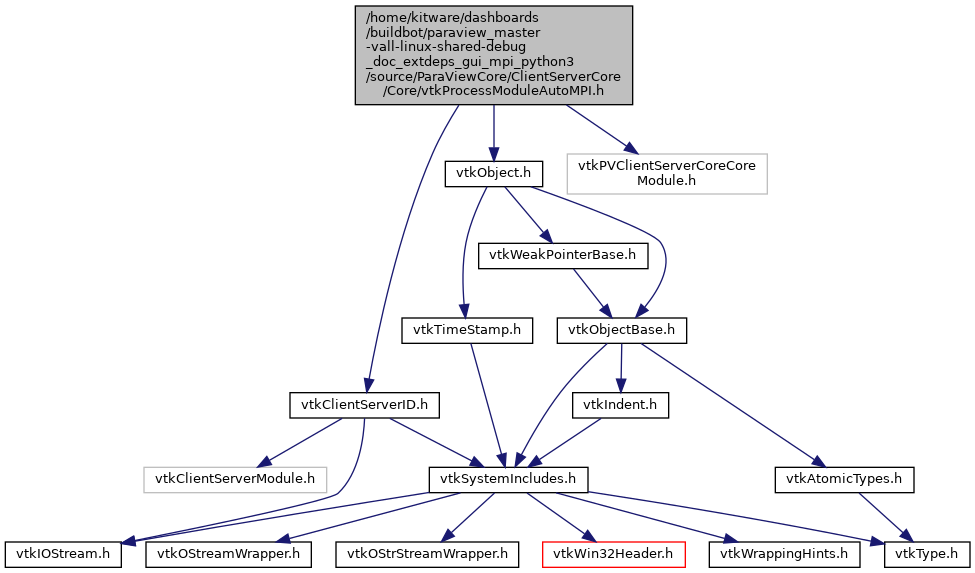 /home/kitware/dashboards
/buildbot/paraview_master
-vall-linux-shared-debug
_doc_extdeps_gui_mpi_python3
/source/ParaViewCore/ClientServerCore
/Core/vtkProcessModuleAutoMPI.h
vtkObject.h
vtkPVClientServerCoreCore
Module.h
vtkWeakPointerBase.h
vtkTimeStamp.h
vtkObjectBase.h
vtkClientServerID.h
vtkIndent.h
vtkClientServerModule.h
vtkSystemIncludes.h
vtkAtomicTypes.h
vtkIOStream.h
vtkOStreamWrapper.h
vtkOStrStreamWrapper.h
vtkWin32Header.h
vtkWrappingHints.h
vtkType.h